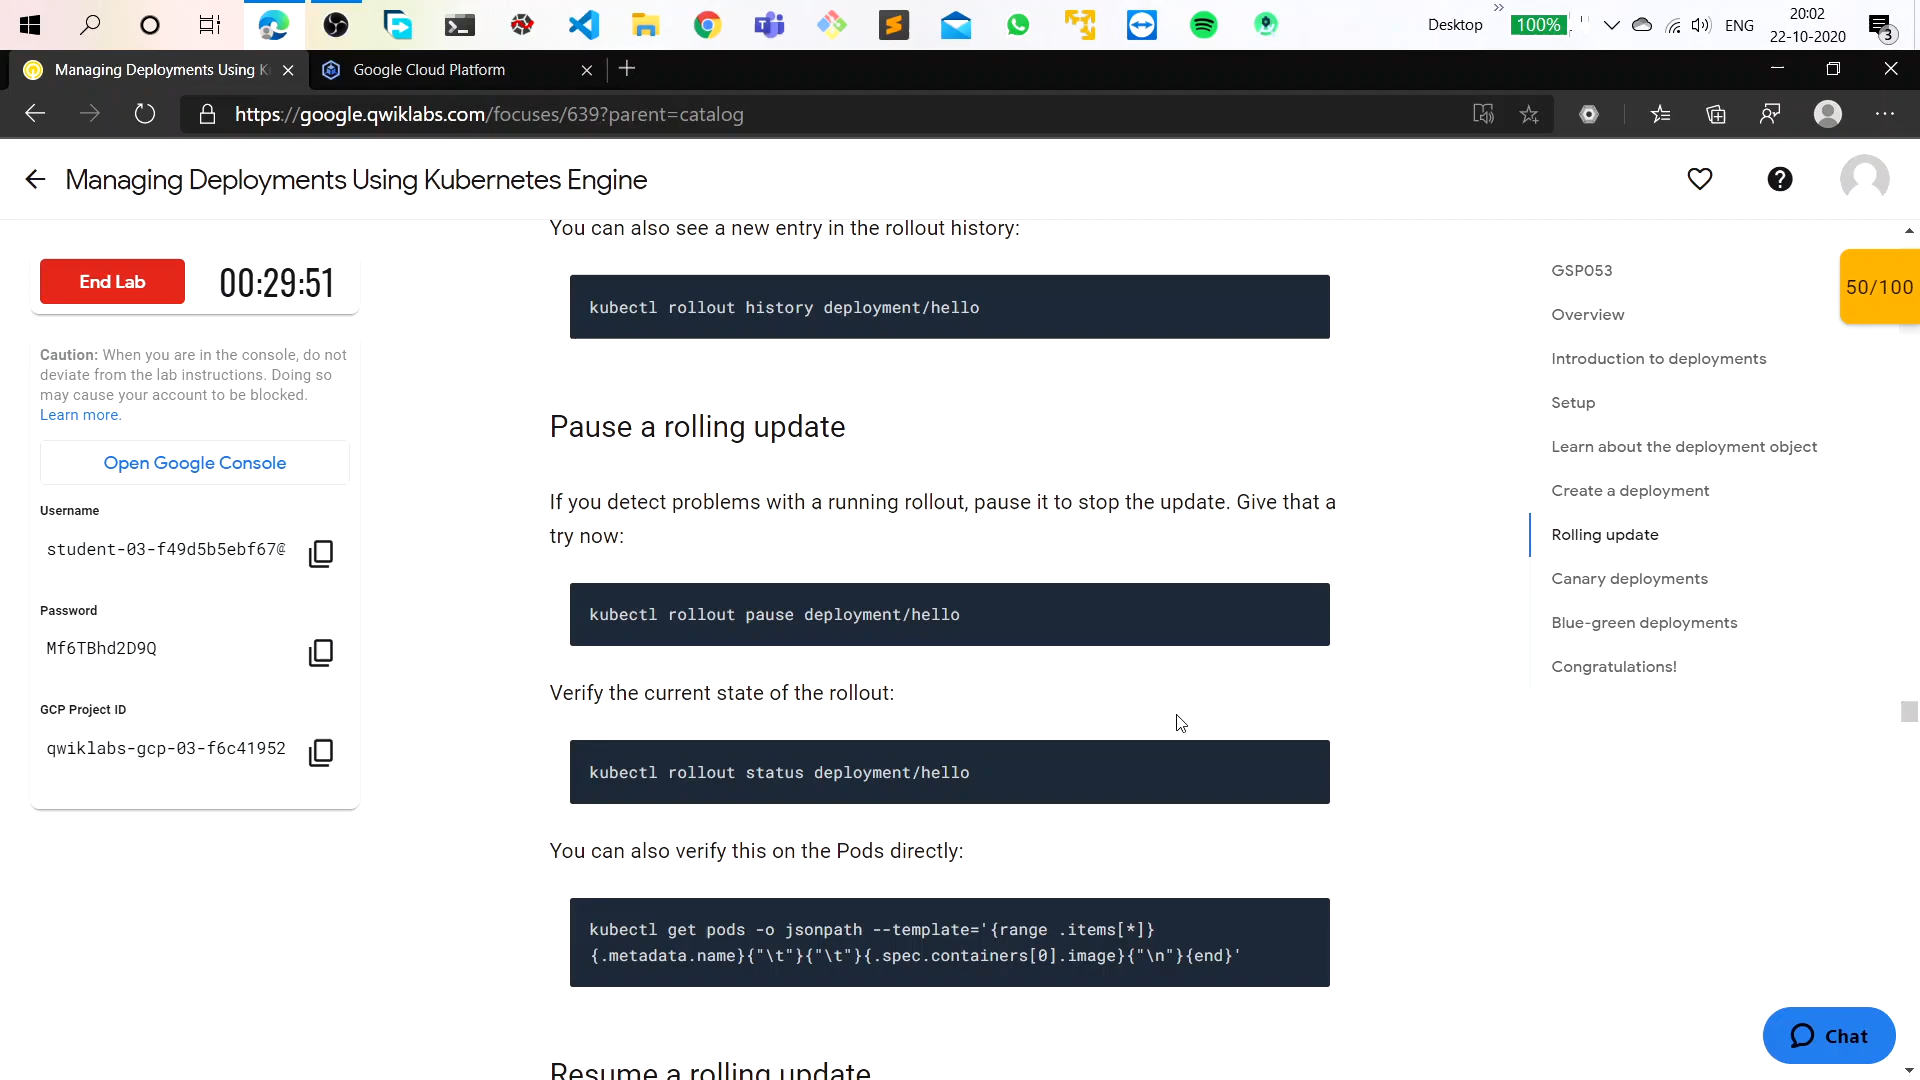 Desktop
100%
ENG
20:02
22-10-2020
3
Managing Deployments Using K
Google Cloud Platform
https://google.qwiklabs.com/focuses/639?parent=catalog
Managing Deployments Using Kubernetes Engine
End Lab
00:29:51
Caution: When you are in the console, do not
deviate from the lab instructions. Doing so
may cause your account to be blocked.
Learn more.
Open Google Console
Username
student-03-f49d5b5ebf67@
Password
Mf6TBhd2D9Q
GCP Project ID
qwiklabs-gcp-03-f6c41952
You can also see a new entry in the rollout history:
kubectl rollout history deployment/hello
Pause a rolling update
If you detect problems with a running rollout, pause it to stop the update. Give that a
try now:
kubectl rollout pause deployment/hello
Verify the current state of the rollout:
kubectl rollout status deployment/hello
You can also verify this on the Pods directly:
kubectl get pods -o jsonpath --template='{range .items[*]}
{.metadata.name}{"\t"}{"\t"}{.spec.containers[0].image}{"\n"}{end}'
Resume a rolling update
GSP053
Overview
Introduction to deployments
Setup
Learn about the deployment object
Create a deployment
Rolling update
Canary deployments
Blue-green deployments
Congratulations!
50/100
Chat